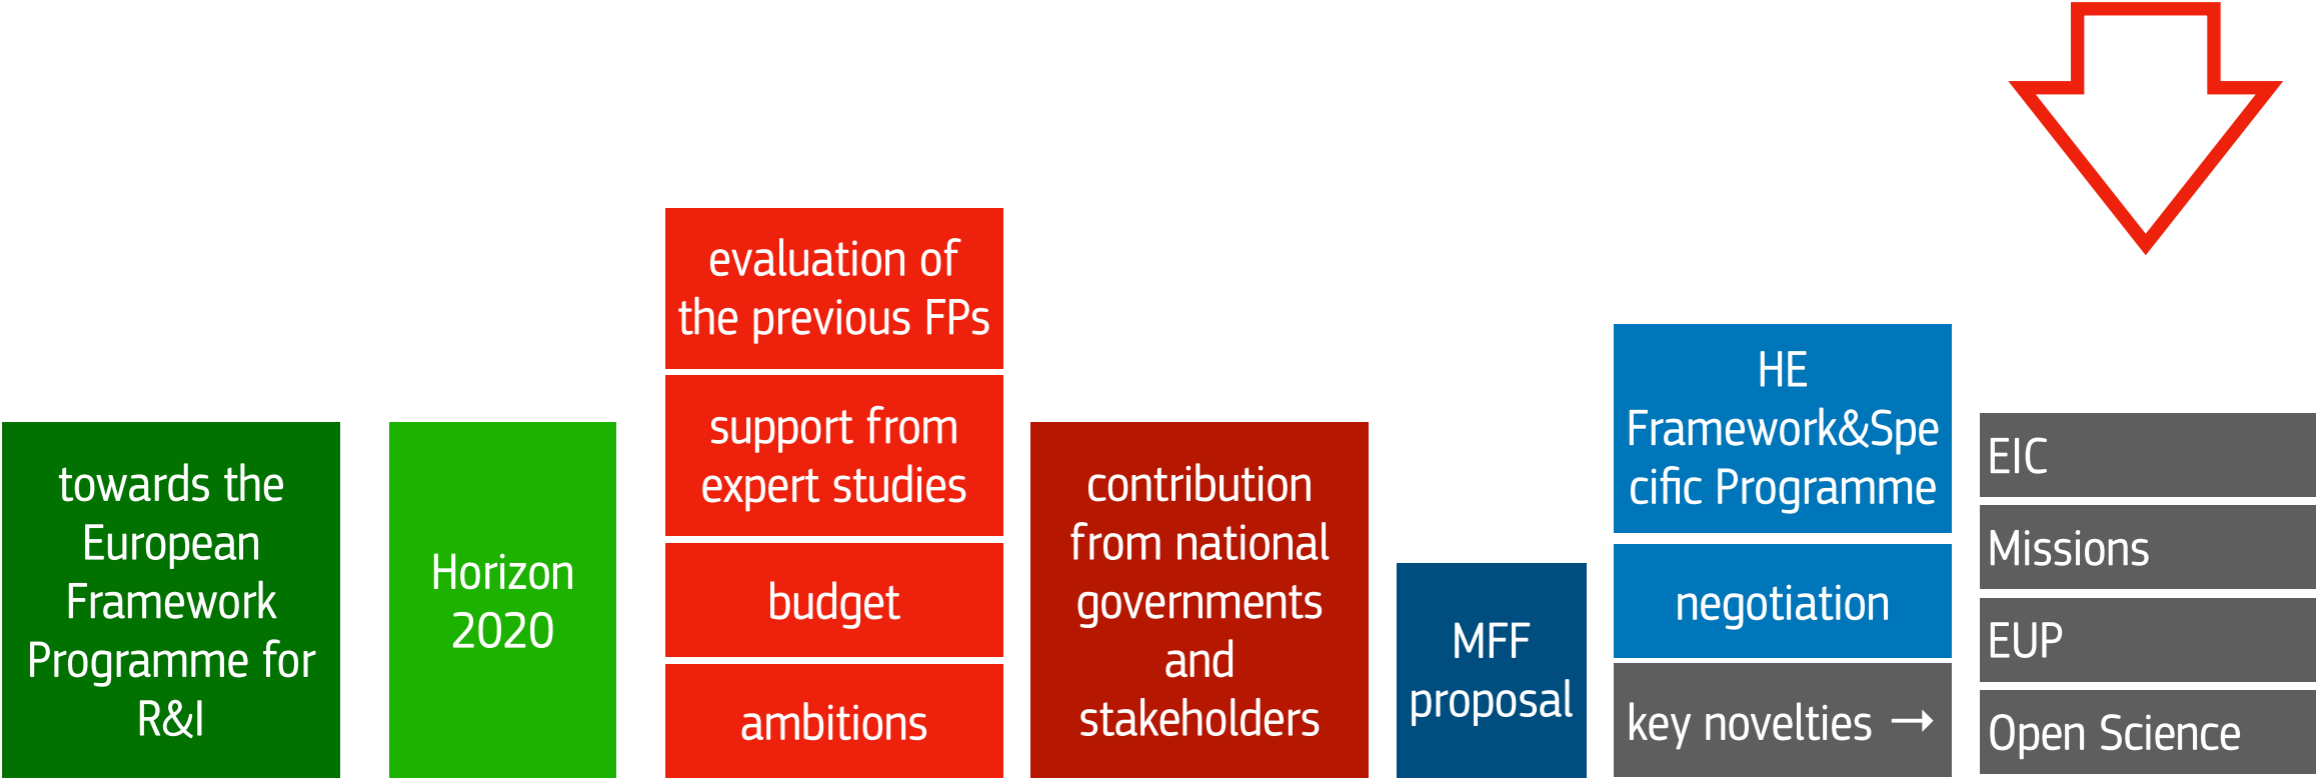 towards the
European
Framework
Programme for
R&I
Horizon
2020
evaluation of
the previous FPs
support from
expert studies
budget
ambitions
contribution
from national
governments
and
stakeholders
MFF
proposal
HE
Framework&Spe
cific Programme
negotiation
key novelties →
EIC
Missions
EUP
Open Science